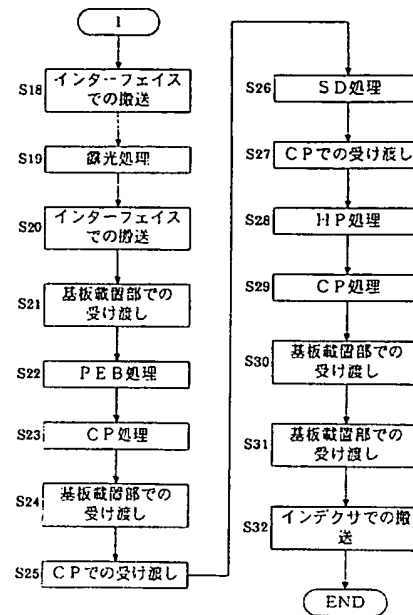 1
S18 インターフェイス
での搬送
S19 露光処理
S20 インターフェイス
での搬送
S21 基板載置部での
受け渡し
S22 PEB処理
S23 CP処理
S24 基板載置部での
受け渡し
S25 CPでの受け渡し
S26 SD処理
S27 CPでの受け渡し
S28 HP処理
S29 CP処理
S30 基板載置部での
受け渡し
S31 基板載置部での
受け渡し
S32 インデクサでの搬
送
END